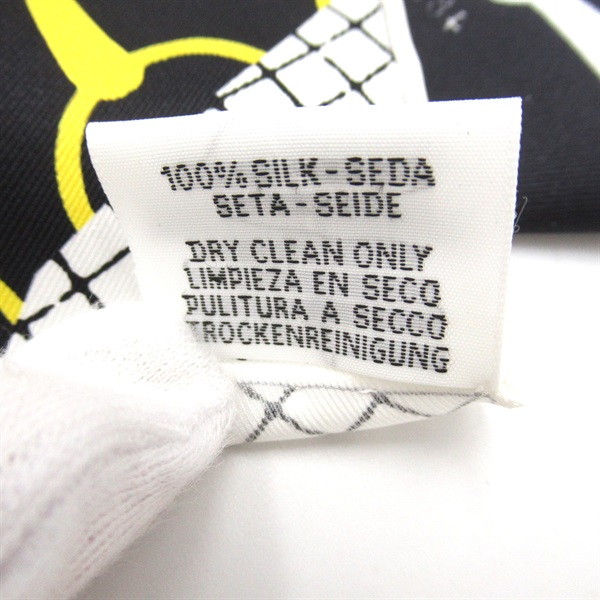 100% SILK-SEDA
SETA-SEIDE
DRY CLEAN ONLY
LIMPIEZA EN SECO
PULITURA A SECCO
TROCKENREINIGUNG